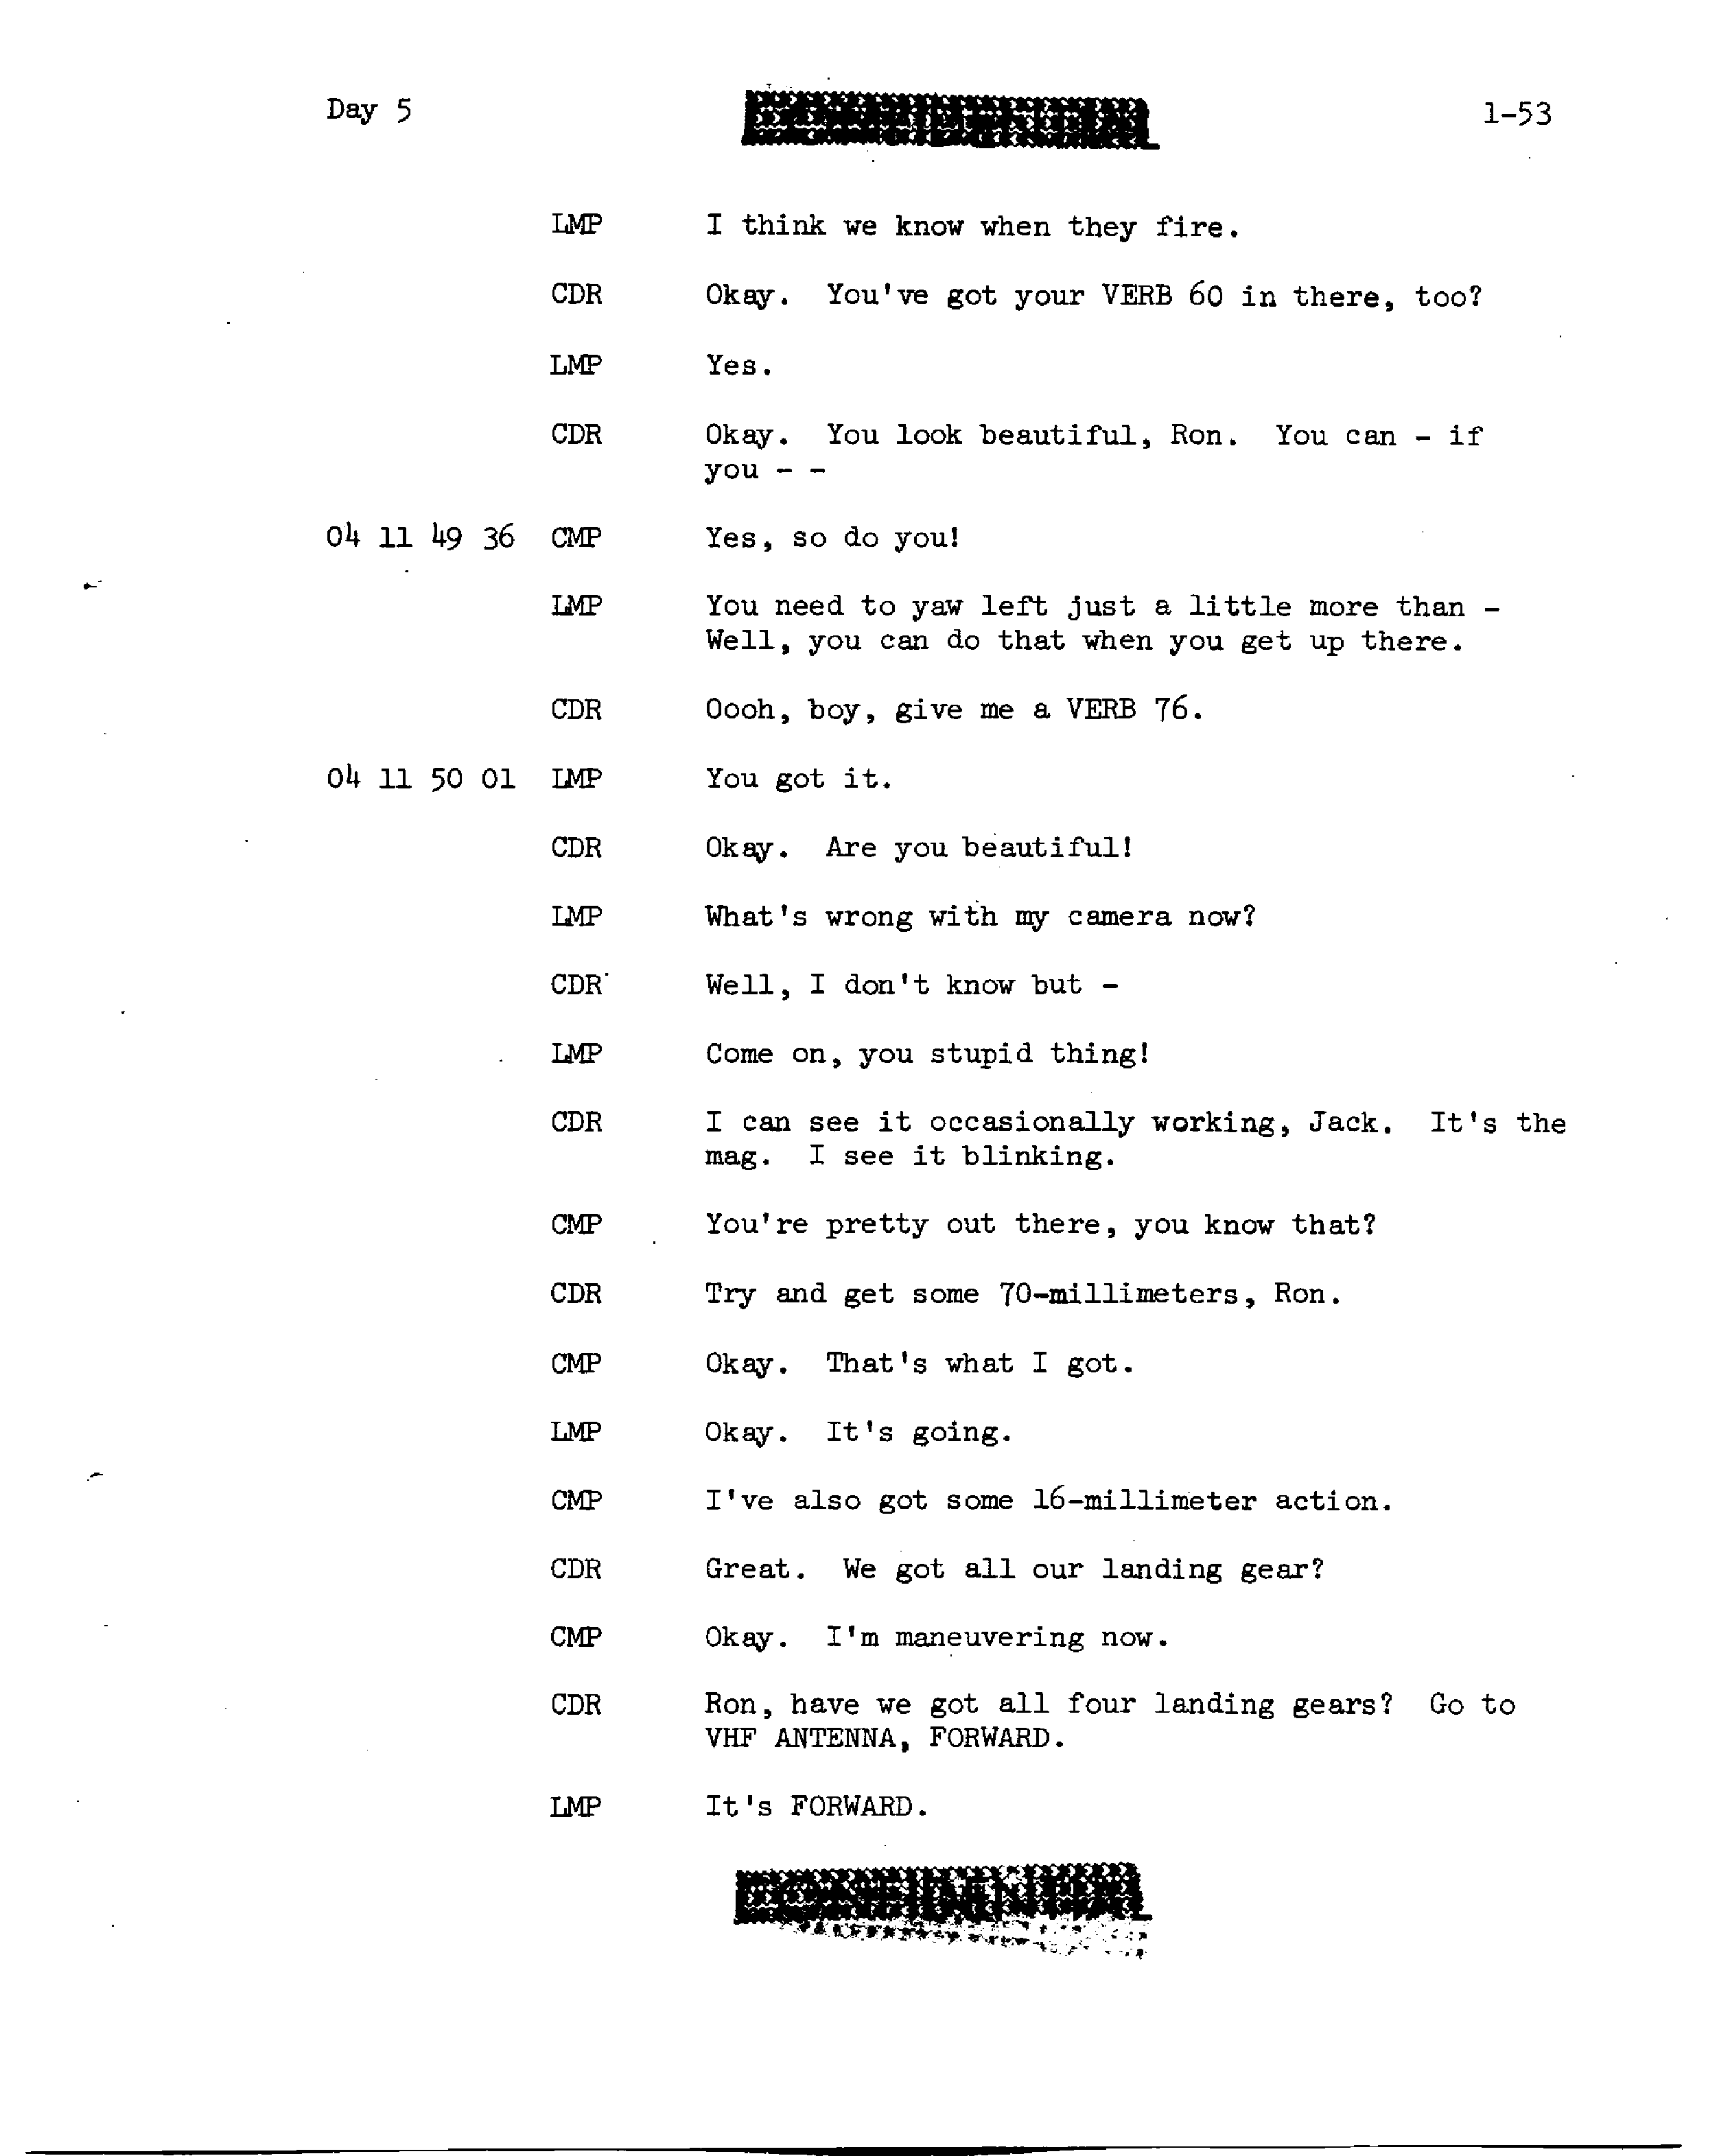 Day 5
1-53
LMP I think we know when they fire.
CDR Okay. You've got your VERB 60 in there, too?
LMP Yes.
CDR Okay. You look beautiful, Ron. You can - if
you - -
04 11 49 36 CMP Yes, so do you!
LMP You need to yaw left just a little more than -
Well, you can do that when you get up there.
CDR Oooh, boy, give me a VERB 76.
04 11 50 01 LMP You got it.
CDR Okay. Are you beautiful!
LMP What's wrong with my camera now?
CDR Well, I don't know but -
LMP Come on, you stupid thing!
CDR I can see it occasionally working, Jack. It's the
mag. I see it blinking.
CMP You're pretty out there, you know that?
CDR Try and get some 70-millimeters, Ron.
CMP Okay. That's what I got.
LMP Okay. It's going.
CMP I've also got some 16-millimeter action.
CDR Great. We got all our landing gear?
CMP Okay. I'm maneuvering now.
CDR Ron, have we got all four landing gears? Go to
VHF ANTENNA, FORWARD.
LMP It's FORWARD.
CONFIDENTIAL